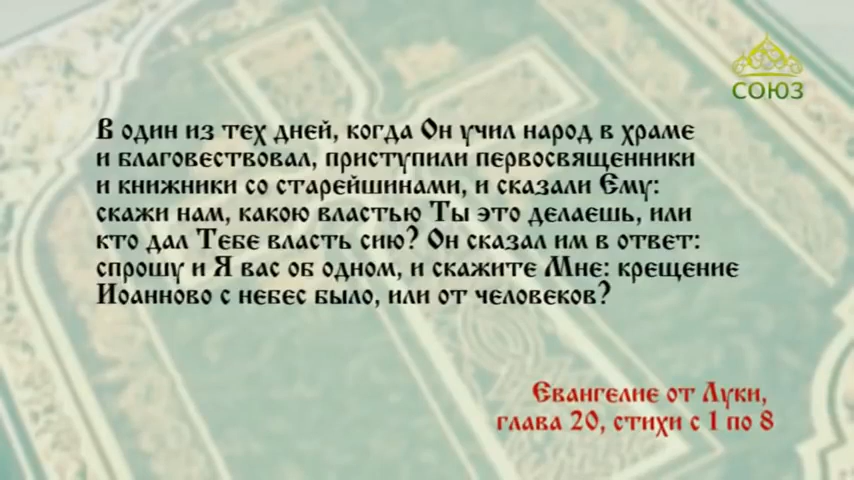 СОЮЗ
В один из тех дней, когда Он учил народ в храме
и благовествовал, приступили первосвященники
и книжники со старейшинами, и сказали Ему:
скажи нам, какою властью Ты это делаешь, или
кто дал Тебе власть сию? Он сказал им в ответ:
спрошу и Я вас об одном, и скажите Мне: крещение
Иоанново с небес было, или от человеков?
Евангелие от Луки,
глава 20, стихи с 1 по 8